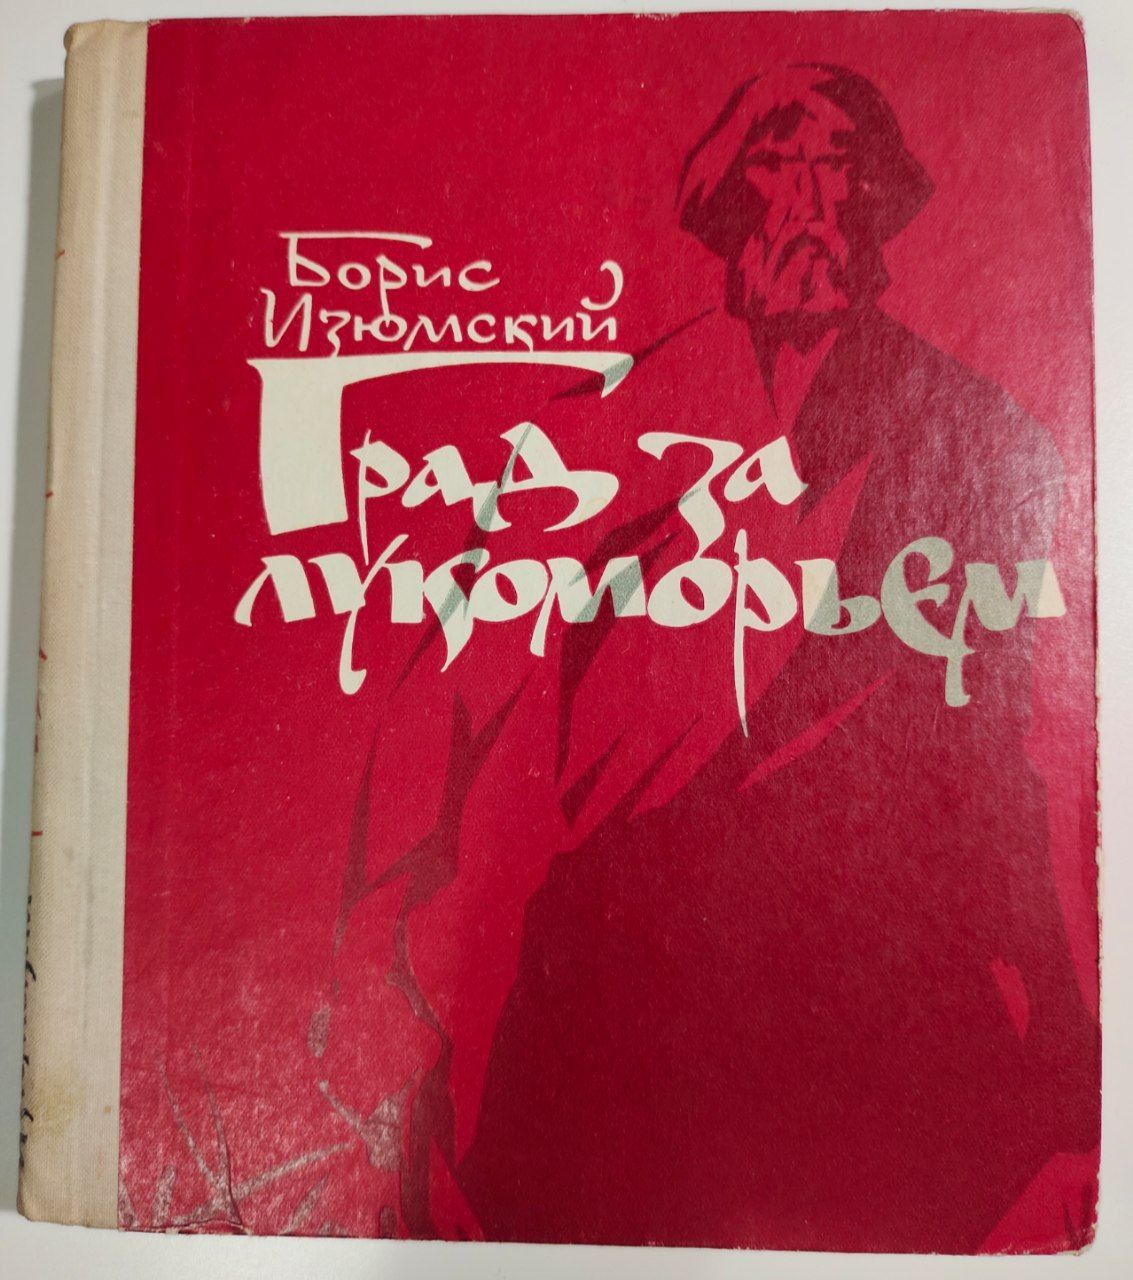 Борис
Изюмский
Град за
лукоморьем